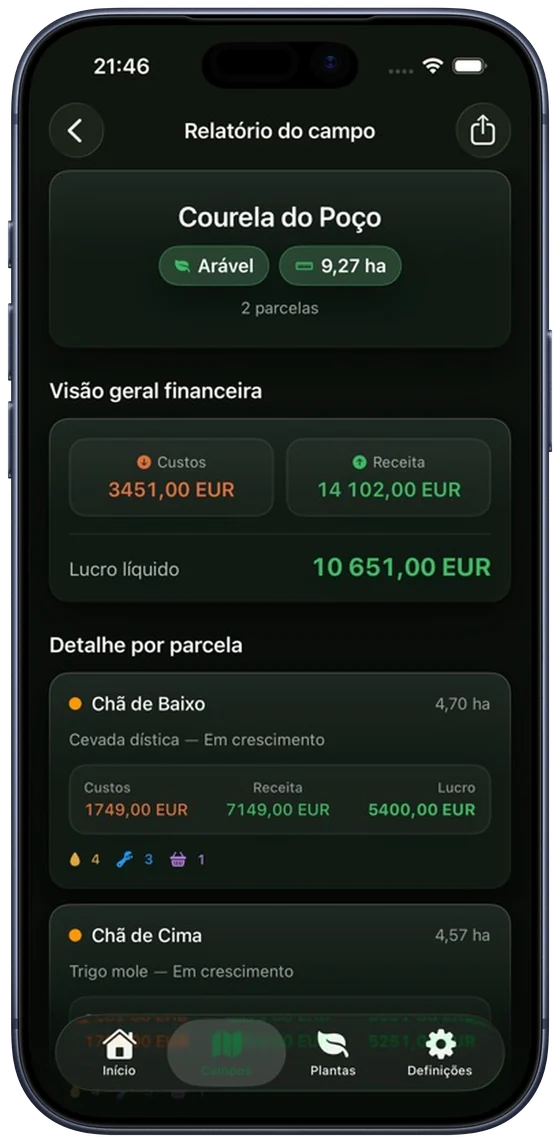 21:46
Relatório do campo
Courela do Poço
Arável 9,27 ha
2 parcelas
Visão geral financeira
Custos Receita
3451,00 EUR 14 102,00 EUR
Lucro líquido 10 651,00 EUR
Detalhe por parcela
Chã de Baixo 4,70 ha
Cevada dística — Em crescimento
Custos Receita Lucro
1749,00 EUR 7149,00 EUR 5400,00 EUR
4 3 1
Chã de Cima 4,57 ha
Trigo mole — Em crescimento
Início Campos Plantas Definições